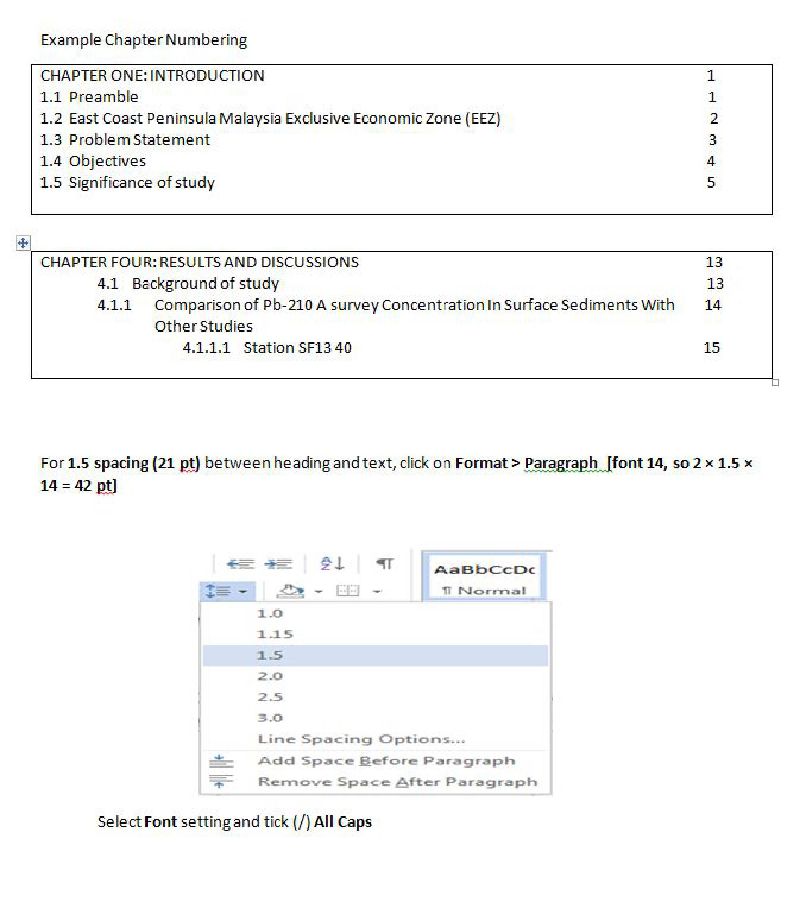 Example Chapter Numbering
CHAPTER ONE: INTRODUCTION 1
1.1 Preamble 1
1.2 East Coast Peninsula Malaysia Exclusive Economic Zone (EEZ) 2
1.3 Problem Statement 3
1.4 Objectives 4
1.5 Significance of study 5
CHAPTER FOUR: RESULTS AND DISCUSSIONS 13
4.1 Background of study 13
4.1.1 Comparison of Pb-210 A survey Concentration In Surface Sediments With 14
Other Studies
4.1.1.1 Station SF13 40 15
For 1.5 spacing (21 pt) between heading and text, click on Format > Paragraph [font 14, so 2 × 1.5 ×
14 = 42 pt]
AaBbCcDc
¶ Normal
1.0
1.15
1.5
2.0
2.5
3.0
Line Spacing Options...
Add Space Before Paragraph
Remove Space After Paragraph
Select Font setting and tick (/) All Caps